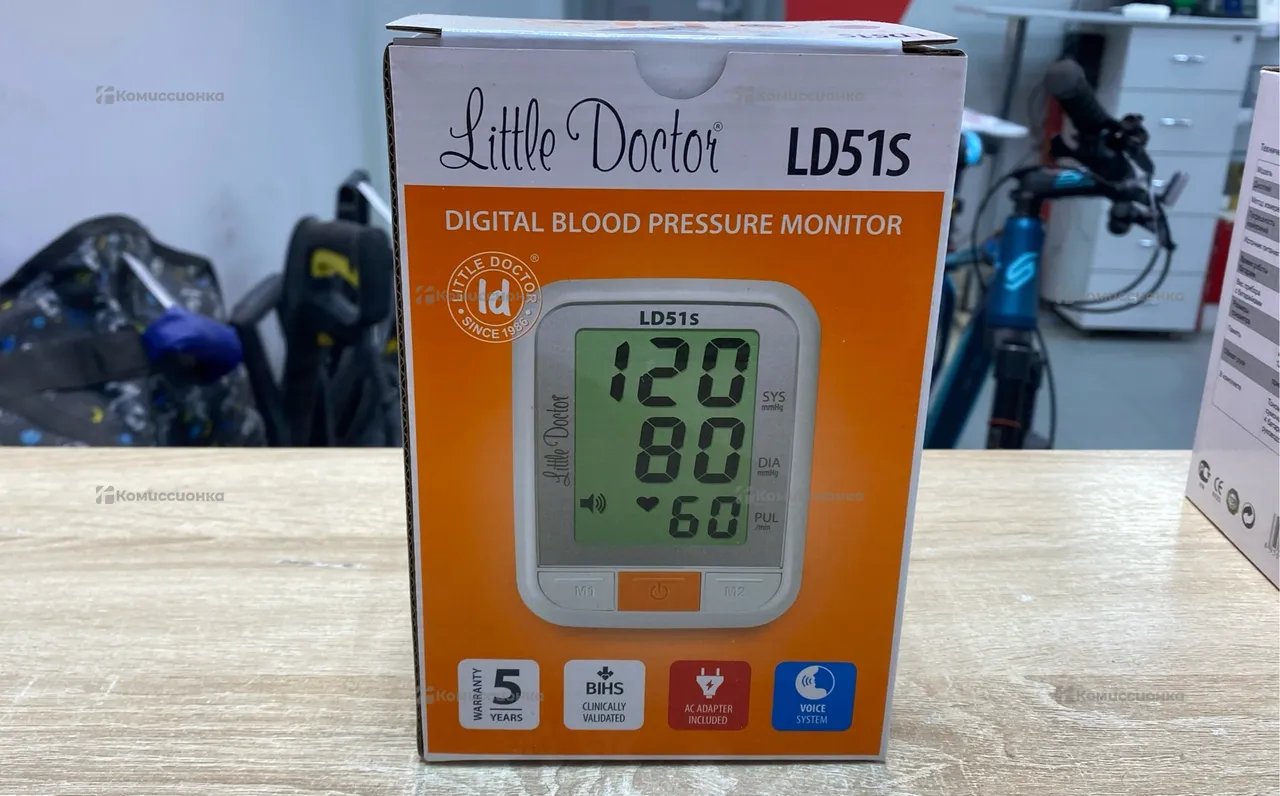 Little Doctor®
LD51S
DIGITAL BLOOD PRESSURE MONITOR
LITTLE DOCTOR®
ld
SINCE 1986
LD51s
120
SYS
mmHg
80
DIA
mmHg
60
PUL
/min
Little Doctor
M1
M2
WARRANTY
5
YEARS
BIHS
CLINICALLY
VALIDATED
AC ADAPTER
INCLUDED
VOICE
SYSTEM
Комиссионка
Комиссионка
Комиссионка
Комиссионка
Комиссионка
Комиссионка
Комиссионка
Комиссионка